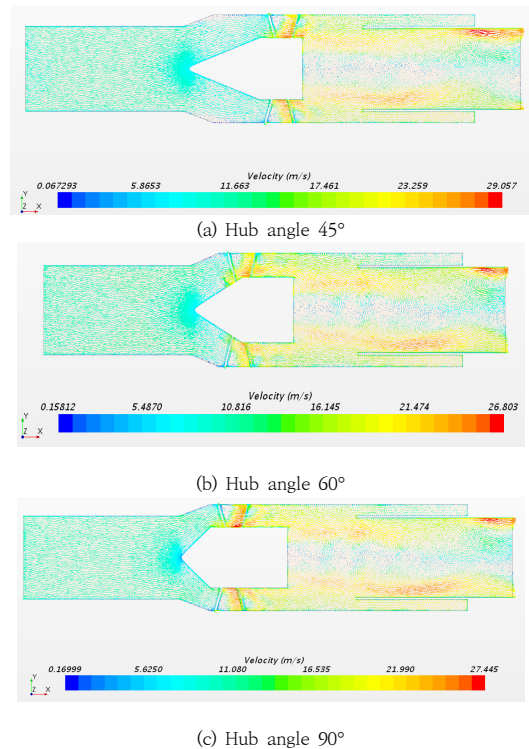 Velocity (m/s)
0.067293 5.8653 11.663 17.461 23.259 29.057
Y
Z X
(a) Hub angle 45°
Velocity (m/s)
0.15812 5.4870 10.816 16.145 21.474 26.803
Y
Z X
(b) Hub angle 60°
Velocity (m/s)
0.16999 5.6250 11.080 16.535 21.990 27.445
Y
Z X
(c) Hub angle 90°